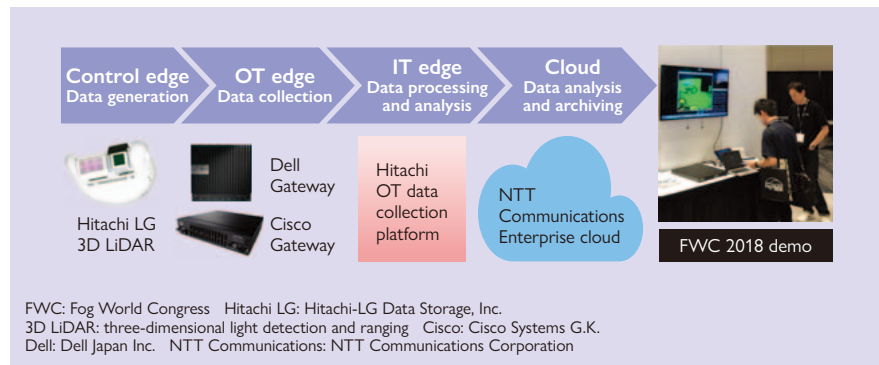 Control edge
Data generation
OT edge
Data collection
IT edge
Data processing
and analysis
Cloud
Data analysis
and archiving
Hitachi LG
3D LiDAR
Dell
Gateway
Cisco
Gateway
Hitachi
OT data
collection
platform
NTT
Communications
Enterprise cloud
FWC 2018 demo
FWC: Fog World Congress Hitachi LG: Hitachi-LG Data Storage, Inc.
3D LiDAR: three-dimensional light detection and ranging Cisco: Cisco Systems G.K.
Dell: Dell Japan Inc. NTT Communications: NTT Communications Corporation